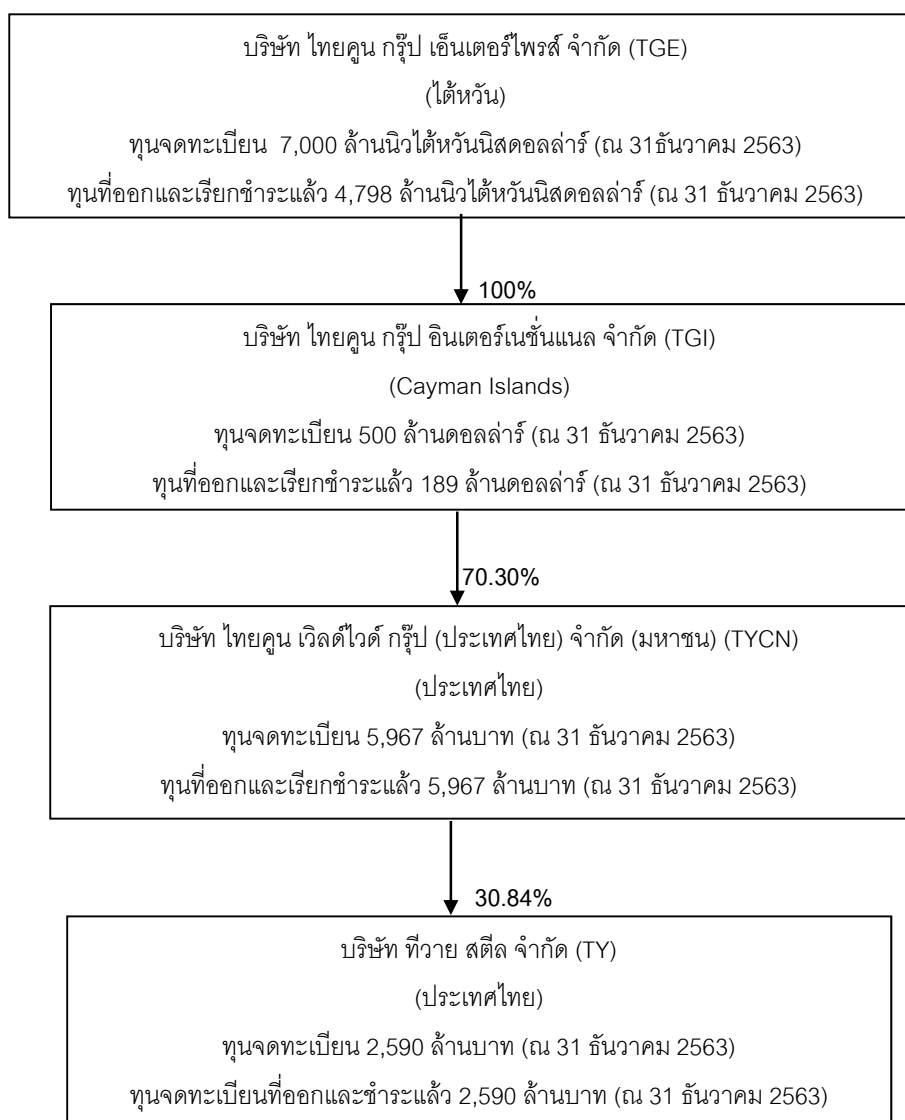 บริษัท ไทยคูน กรุ๊ป เอ็นเตอร์ไพรส์ จำกัด (TGE)
(ไต้หวัน)
ทุนจดทะเบียน 7,000 ล้านนิวไต้หวันนิสดอลล่าร์ (ณ 31ธันวาคม 2563)
ทุนที่ออกและเรียกชำระแล้ว 4,798 ล้านนิวไต้หวันนิสดอลล่าร์ (ณ 31 ธันวาคม 2563)
100%
บริษัท ไทยคูน กรุ๊ป อินเตอร์เนชั่นแนล จำกัด (TGI)
(Cayman Islands)
ทุนจดทะเบียน 500 ล้านดอลล่าร์ (ณ 31 ธันวาคม 2563)
ทุนที่ออกและเรียกชำระแล้ว 189 ล้านดอลล่าร์ (ณ 31 ธันวาคม 2563)
70.30%
บริษัท ไทยคูน เวิลด์ไวด์ กรุ๊ป (ประเทศไทย) จำกัด (มหาชน) (TYCN)
(ประเทศไทย)
ทุนจดทะเบียน 5,967 ล้านบาท (ณ 31 ธันวาคม 2563)
ทุนที่ออกและเรียกชำระแล้ว 5,967 ล้านบาท (ณ 31 ธันวาคม 2563)
30.84%
บริษัท ทีวาย สตีล จำกัด (TY)
(ประเทศไทย)
ทุนจดทะเบียน 2,590 ล้านบาท (ณ 31 ธันวาคม 2563)
ทุนจดทะเบียนที่ออกและชำระแล้ว 2,590 ล้านบาท (ณ 31 ธันวาคม 2563)